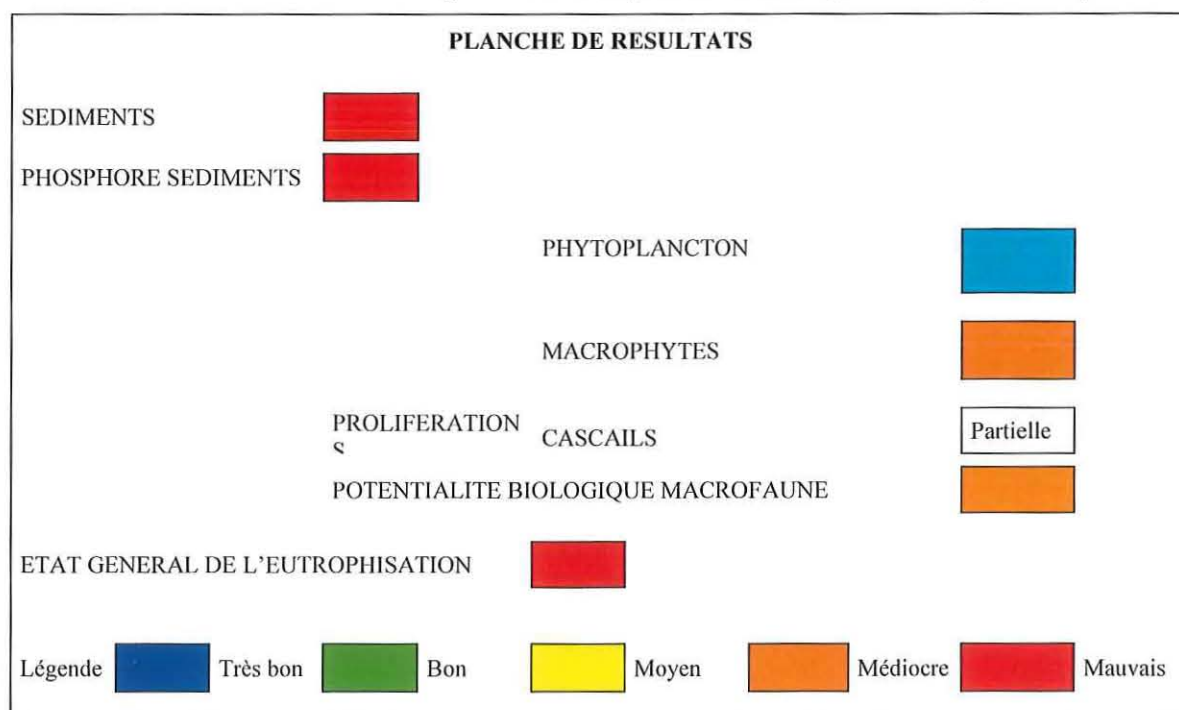 PLANCHE DE RESULTATS
SEDIMENTS
PHOSPHORE SEDIMENTS
PHYTOPLANCTON
MACROPHYTES
PROLIFERATION
S
CASCAILS
Partielle
POTENTIALITE BIOLOGIQUE MACROFAUNE
ETAT GENERAL DE L'EUTROPHISATION
Légende Très bon Bon Moyen Médiocre Mauvais